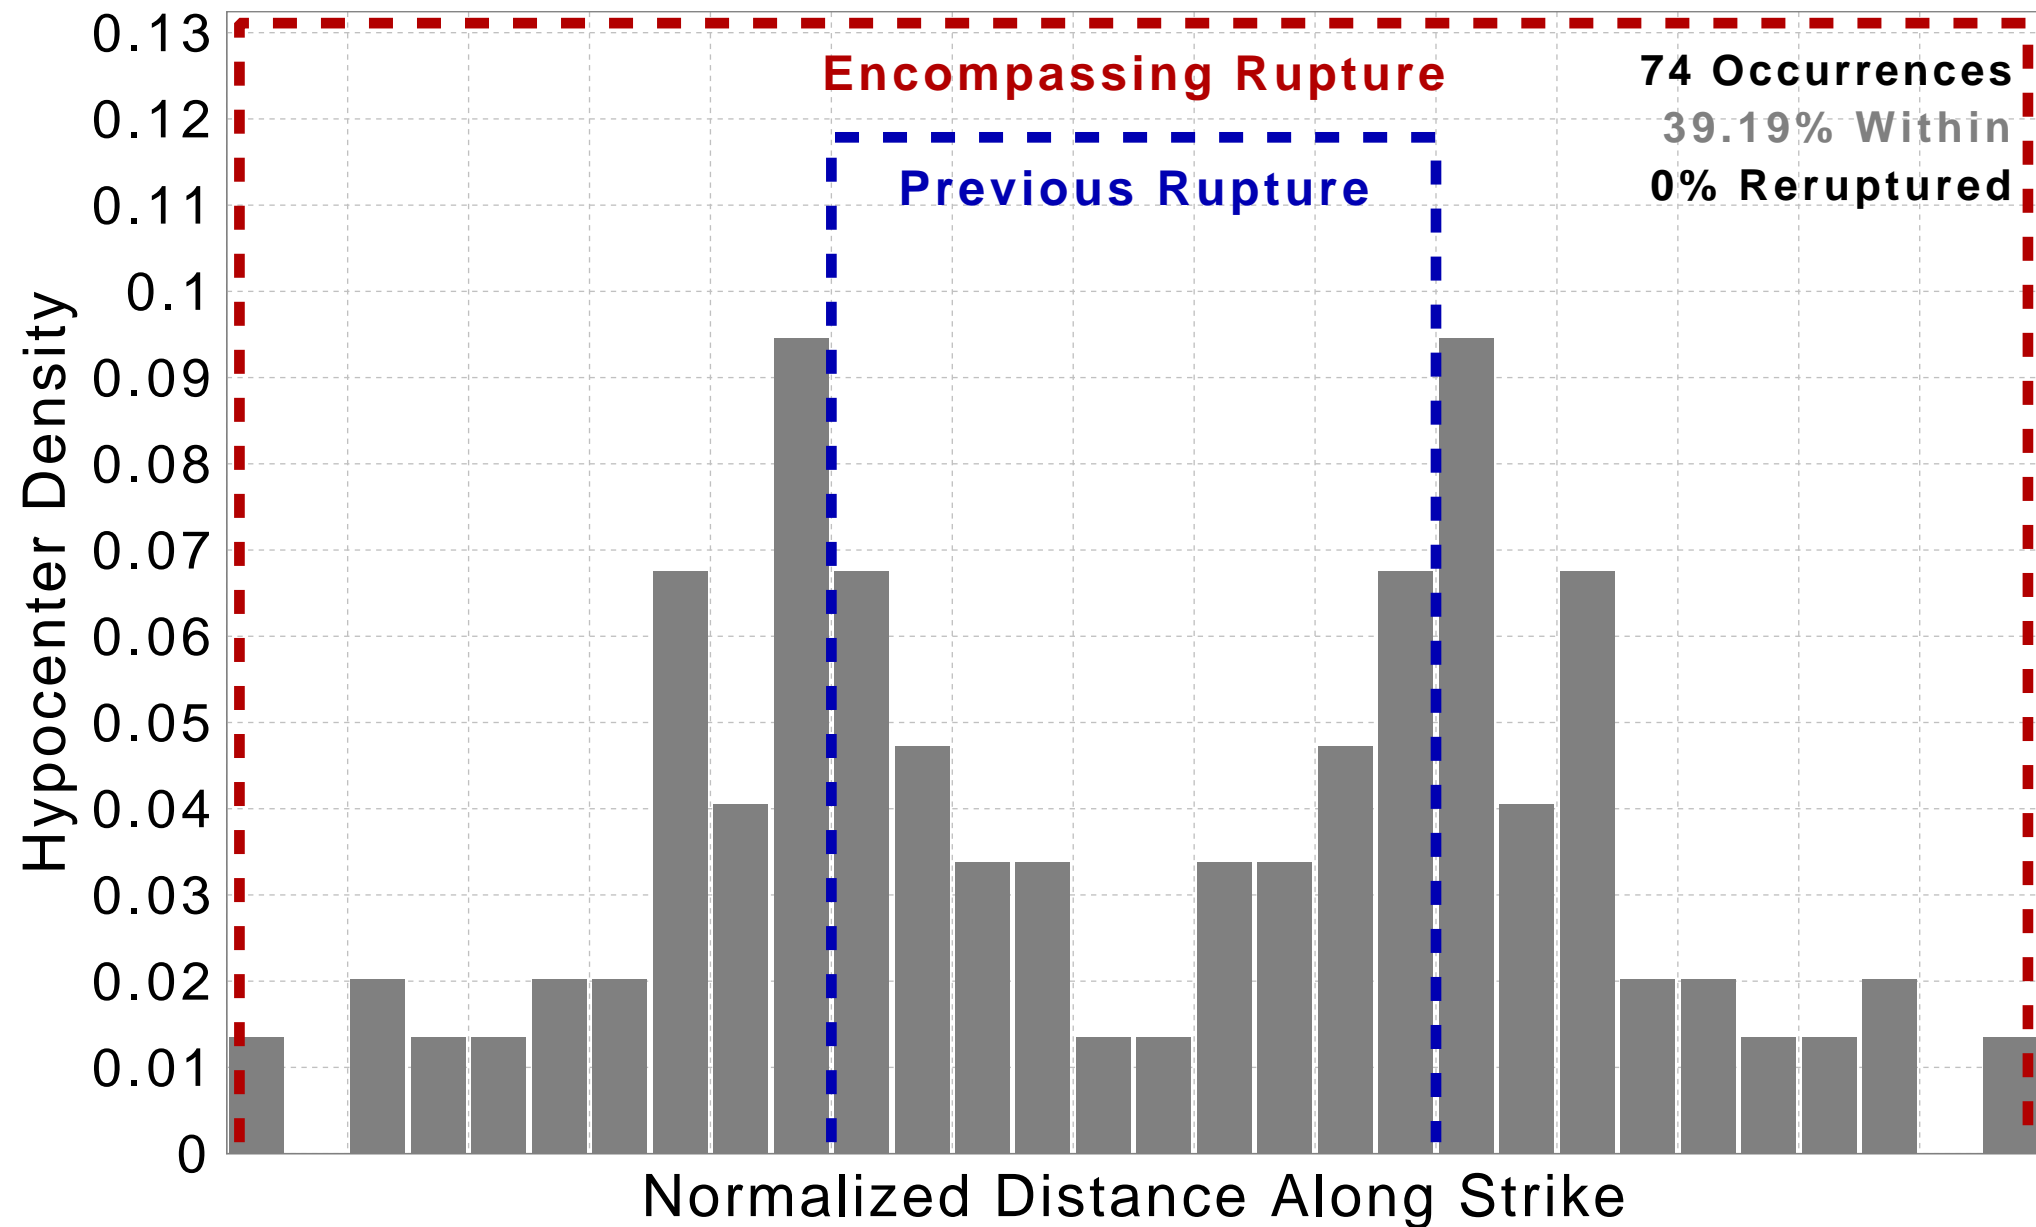 0.13
0.12
0.11
0.1
0.09
0.08
0.07
0.06
0.05
0.04
0.03
0.02
0.01
0
Hypocenter Density
Encompassing Rupture
Previous Rupture
74 Occurrences
39.19% Within
0% Reruptured
Normalized Distance Along Strike